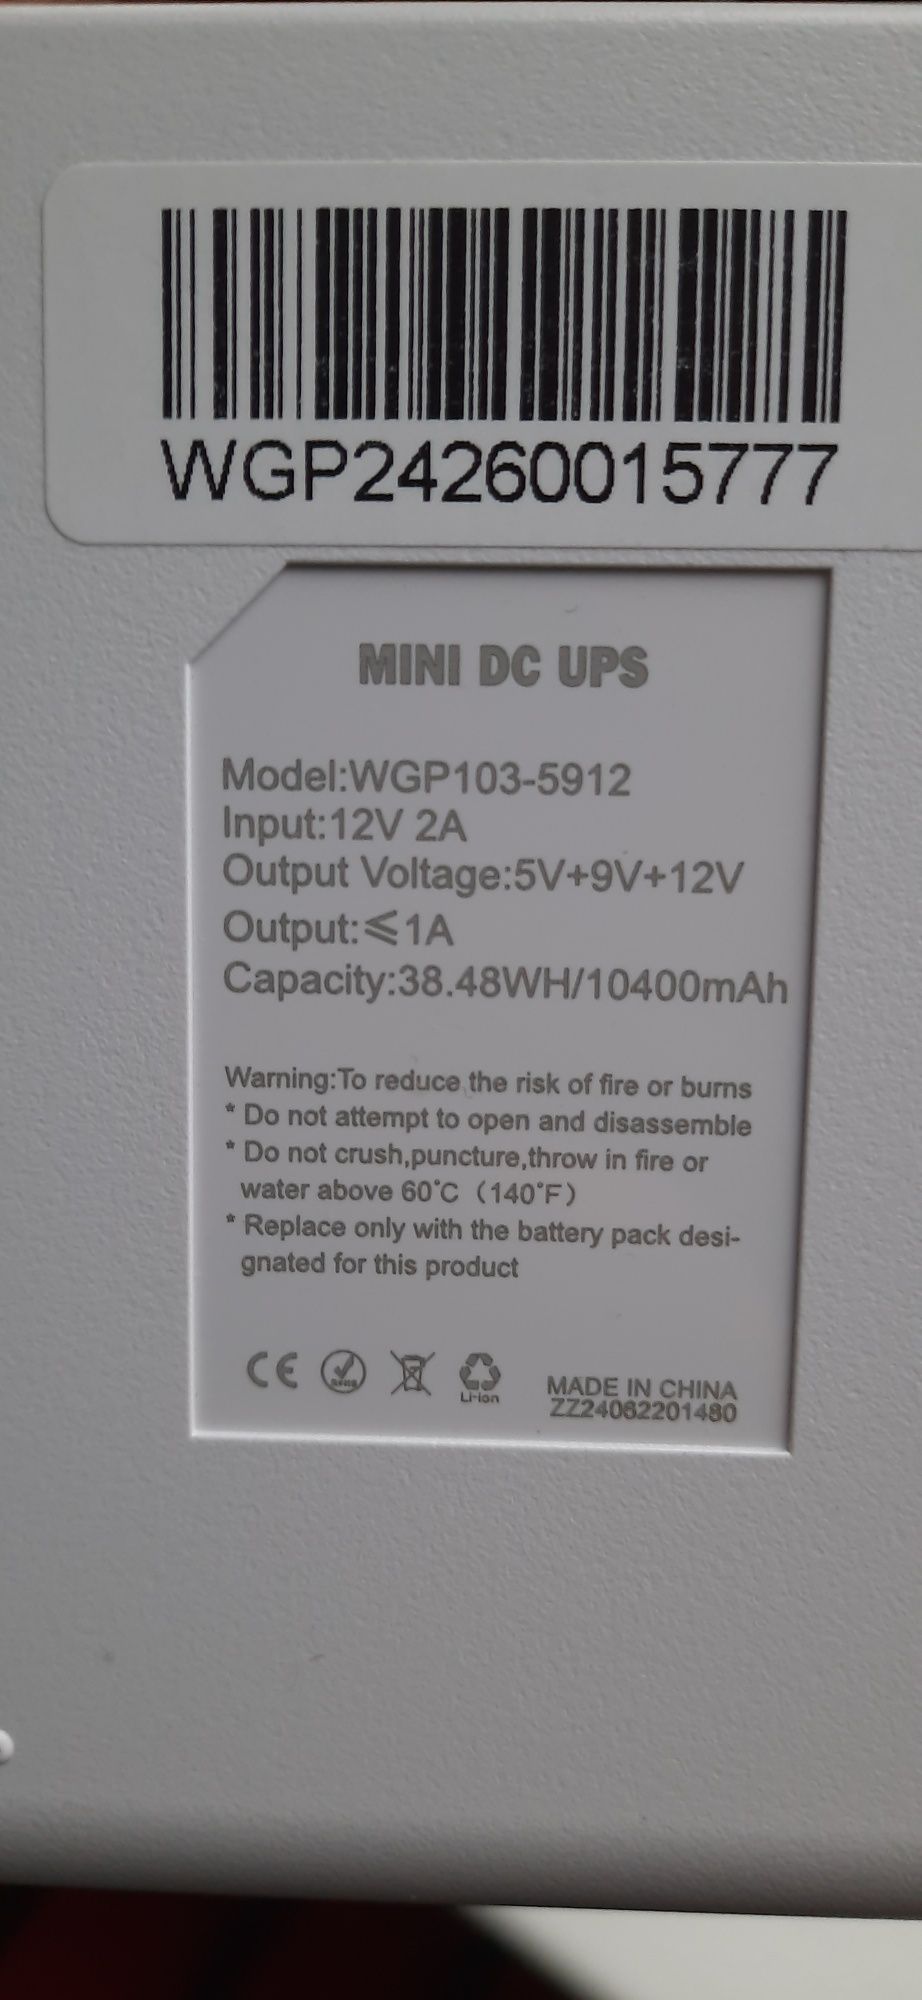 WGP24260015777
MINI DC UPS
Model:WGP103-5912
Input:12V 2A
Output Voltage:5V+9V+12V
Output:⩽1A
Capacity:38.48WH/10400mAh
Warning:To reduce the risk of fire or burns
* Do not attempt to open and disassemble
* Do not crush,puncture,throw in fire or
water above 60°C（140°F）
* Replace only with the battery pack desi-
gnated for this product
CE
RoHS
Li-ion
MADE IN CHINA
ZZ24082201480